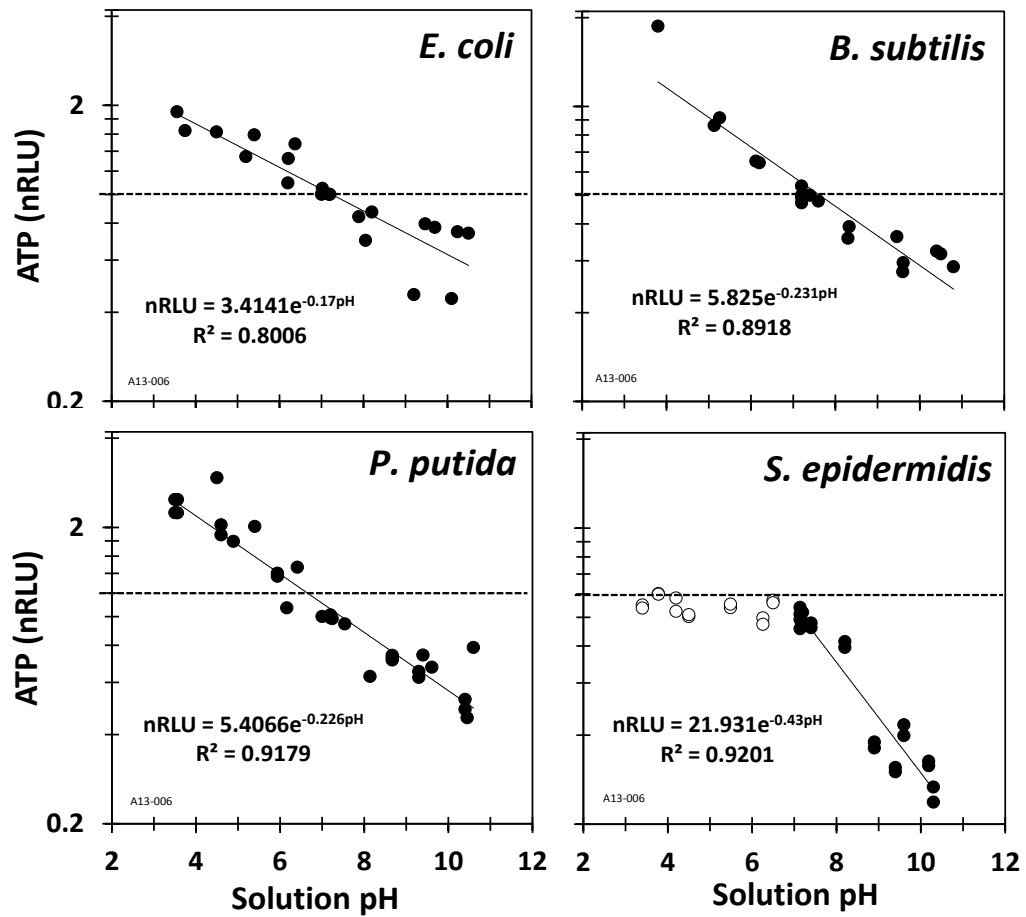 E. coli
B. subtilis
2
ATP (nRLU)
nRLU = 3.4141e-0.17pH
R² = 0.8006
nRLU = 5.825e-0.231pH
R² = 0.8918
A13-006
A13-006
0.2
P. putida
S. epidermidis
2
ATP (nRLU)
nRLU = 5.4066e-0.226pH
R² = 0.9179
nRLU = 21.931e-0.43pH
R² = 0.9201
A13-006
A13-006
0.2
2 4 6 8 10 12
2 4 6 8 10 12
Solution pH
Solution pH